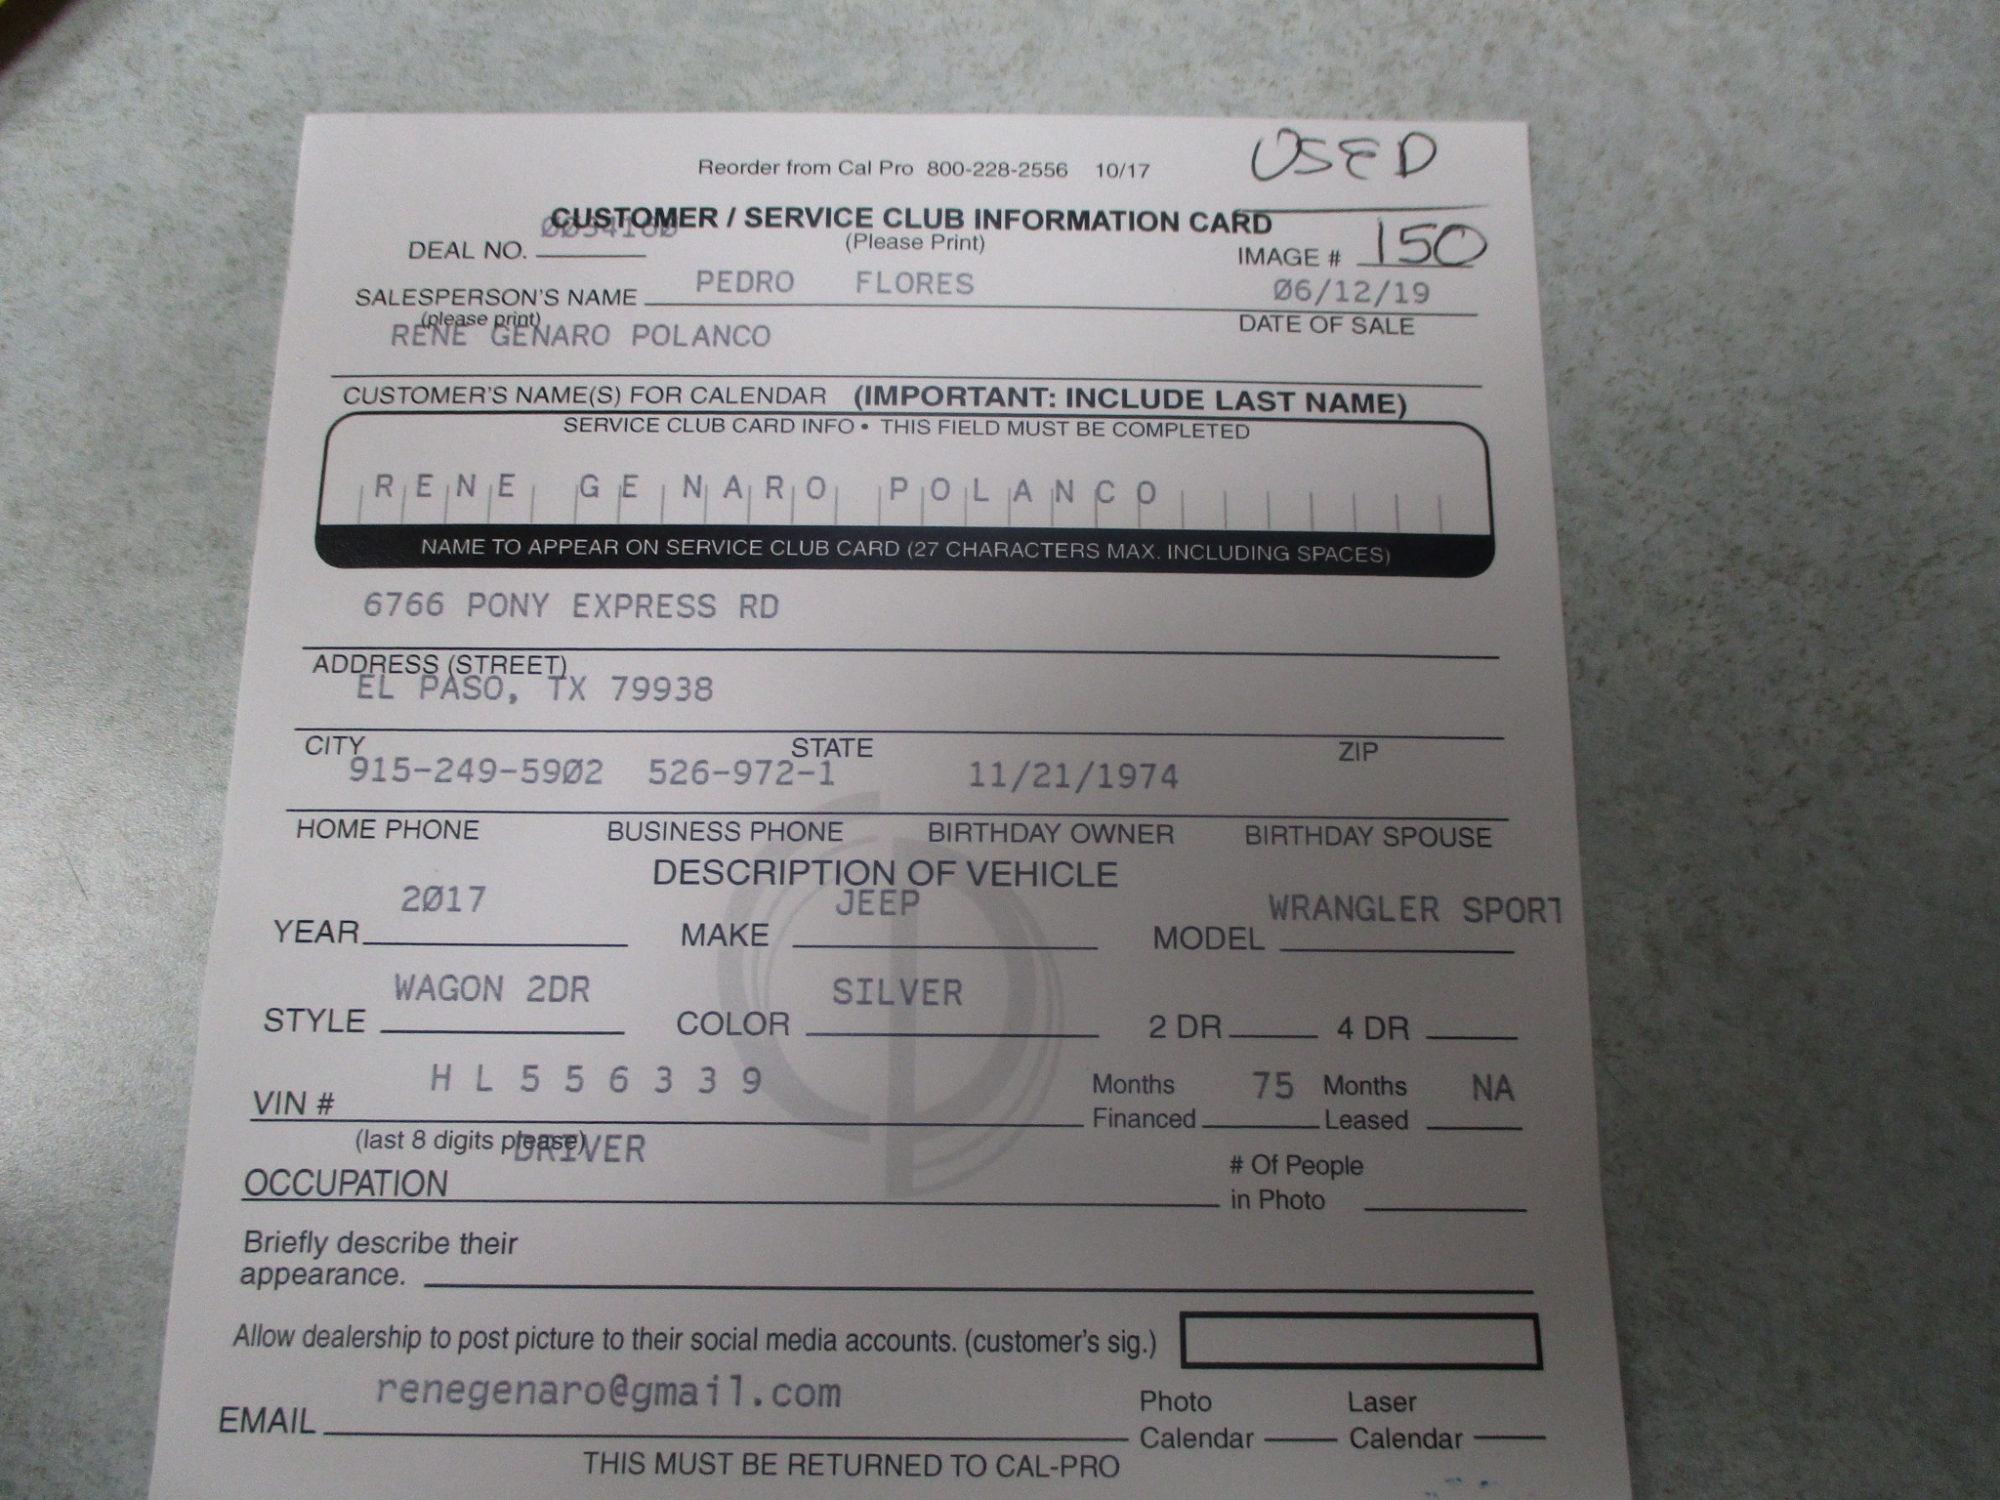 Reorder from Cal Pro 800-228-2556 10/17
USED
CUSTOMER / SERVICE CLUB INFORMATION CARD
(Please Print)
DEAL NO. IMAGE # 150
SALESPERSON'S NAME PEDRO FLORES 06/12/19
(please print) DATE OF SALE
RENE GENARO POLANCO
CUSTOMER'S NAME(S) FOR CALENDAR (IMPORTANT: INCLUDE LAST NAME)
SERVICE CLUB CARD INFO • THIS FIELD MUST BE COMPLETED
RENE GENARO POLANCO
NAME TO APPEAR ON SERVICE CLUB CARD (27 CHARACTERS MAX. INCLUDING SPACES)
6766 PONY EXPRESS RD
ADDRESS (STREET)
EL PASO, TX 79938
CITY STATE ZIP
915-249-5902 526-972-1 11/21/1974
HOME PHONE BUSINESS PHONE BIRTHDAY OWNER BIRTHDAY SPOUSE
DESCRIPTION OF VEHICLE
YEAR 2017 MAKE JEEP MODEL WRANGLER SPORT
STYLE WAGON 2DR COLOR SILVER 2 DR 4 DR
VIN # HL556339 Months Financed 75 Months Leased NA
(last 8 digits please)
OCCUPATION DRIVER # Of People in Photo
Briefly describe their
appearance.
Allow dealership to post picture to their social media accounts. (customer's sig.)
EMAIL renegenaro@gmail.com Photo Calendar Laser Calendar
THIS MUST BE RETURNED TO CAL-PRO